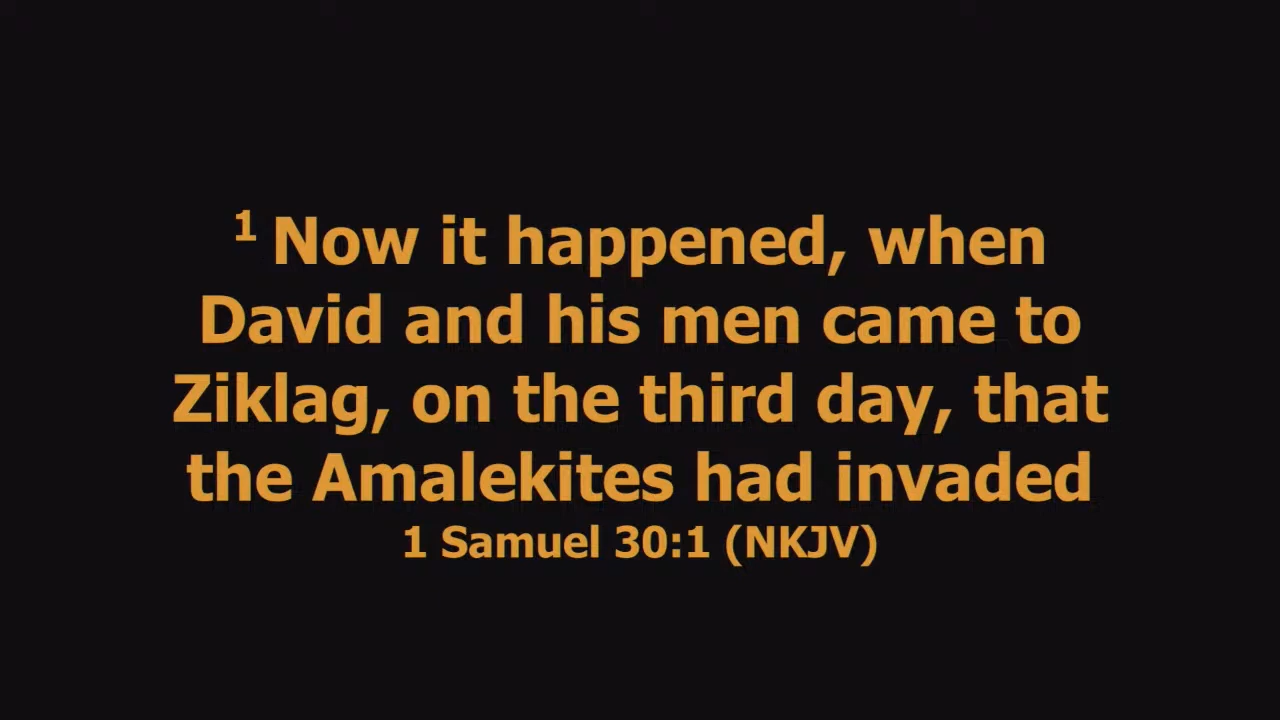 1 Now it happened, when
David and his men came to
Ziklag, on the third day, that
the Amalekites had invaded
1 Samuel 30:1 (NKJV)